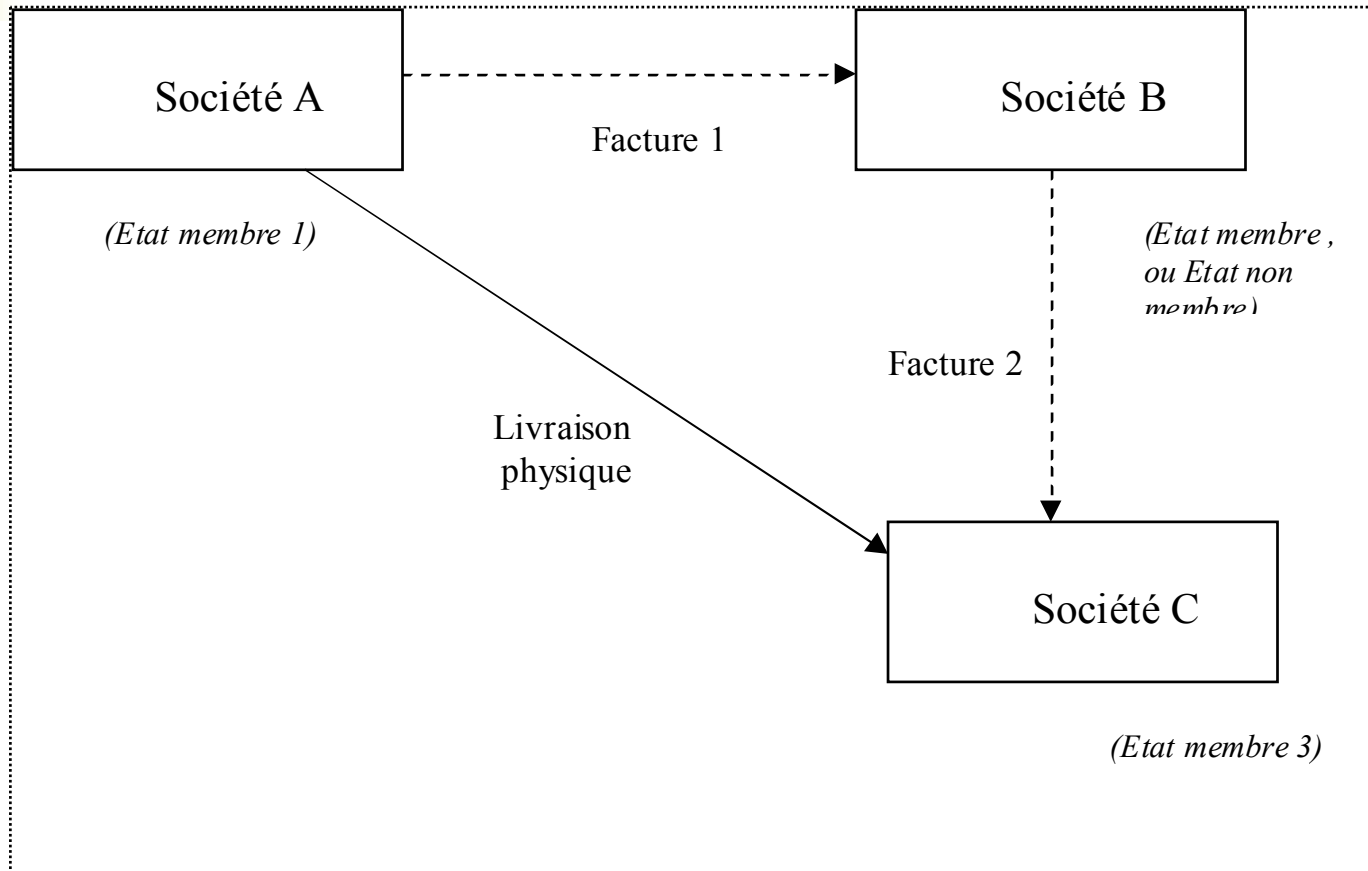 Société A
Société B
Facture 1
(Etat membre 1)
(Etat membre ,
ou Etat non
membre)
Facture 2
Livraison
physique
Société C
(Etat membre 3)